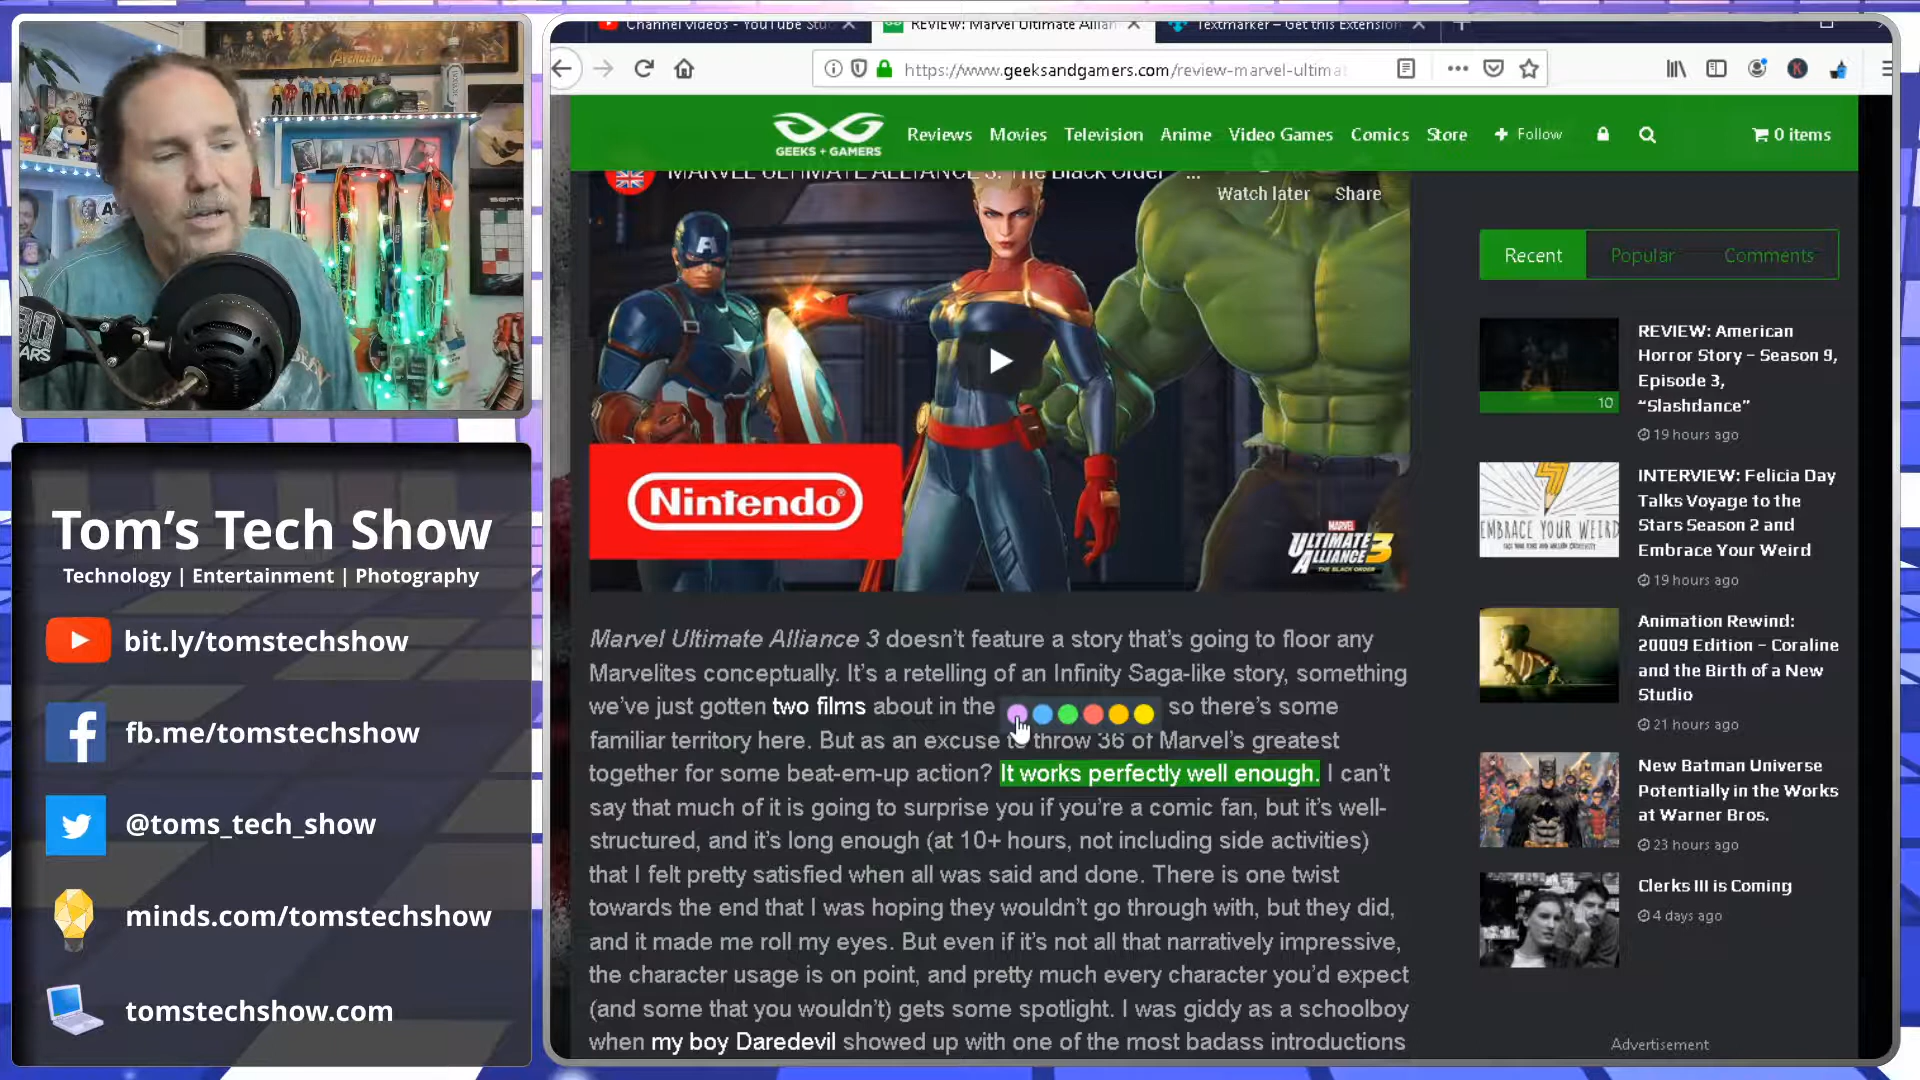 Channel videos - YouTube Stu
REVIEW: Marvel Ultimate Allian
Textmarker – Get this Extension
https://www.geeksandgamers.com/review-marvel-ultima
GEEKS + GAMERS
Reviews
Movies
Television
Anime
Video Games
Comics
Store
Follow
0 items
MARVEL ULTIMATE ALLIANCE 3: The Black Order
...
Watch later
Share
Nintendo
MARVEL
ULTIMATE
ALLIANCE 3
THE BLACK ORDER
Marvel Ultimate Alliance 3 doesn't feature a story that's going to floor any
Marvelites conceptually. It's a retelling of an Infinity Saga-like story, something
we've just gotten two films about in the so there's some
familiar territory here. But as an excuse to throw 36 of Marvel's greatest
together for some beat-em-up action? It works perfectly well enough. I can't
say that much of it is going to surprise you if you're a comic fan, but it's well-
structured, and it's long enough (at 10+ hours, not including side activities)
that I felt pretty satisfied when all was said and done. There is one twist
towards the end that I was hoping they wouldn't go through with, but they did,
and it made me roll my eyes. But even if it's not all that narratively impressive,
the character usage is on point, and pretty much every character you'd expect
(and some that you wouldn't) gets some spotlight. I was giddy as a schoolboy
when my boy Daredevil showed up with one of the most badass introductions
Recent
Popular
Comments
10
REVIEW: American
Horror Story – Season 9,
Episode 3,
“Slashdance”
19 hours ago
EMBRACE YOUR WEIRD
INTERVIEW: Felicia Day
Talks Voyage to the
Stars Season 2 and
Embrace Your Weird
19 hours ago
Animation Rewind:
20009 Edition – Coraline
and the Birth of a New
Studio
21 hours ago
New Batman Universe
Potentially in the Works
at Warner Bros.
23 hours ago
Clerks III is Coming
4 days ago
Advertisement
Tom's Tech Show
Technology | Entertainment | Photography
bit.ly/tomstechshow
fb.me/tomstechshow
@toms_tech_show
minds.com/tomstechshow
tomstechshow.com